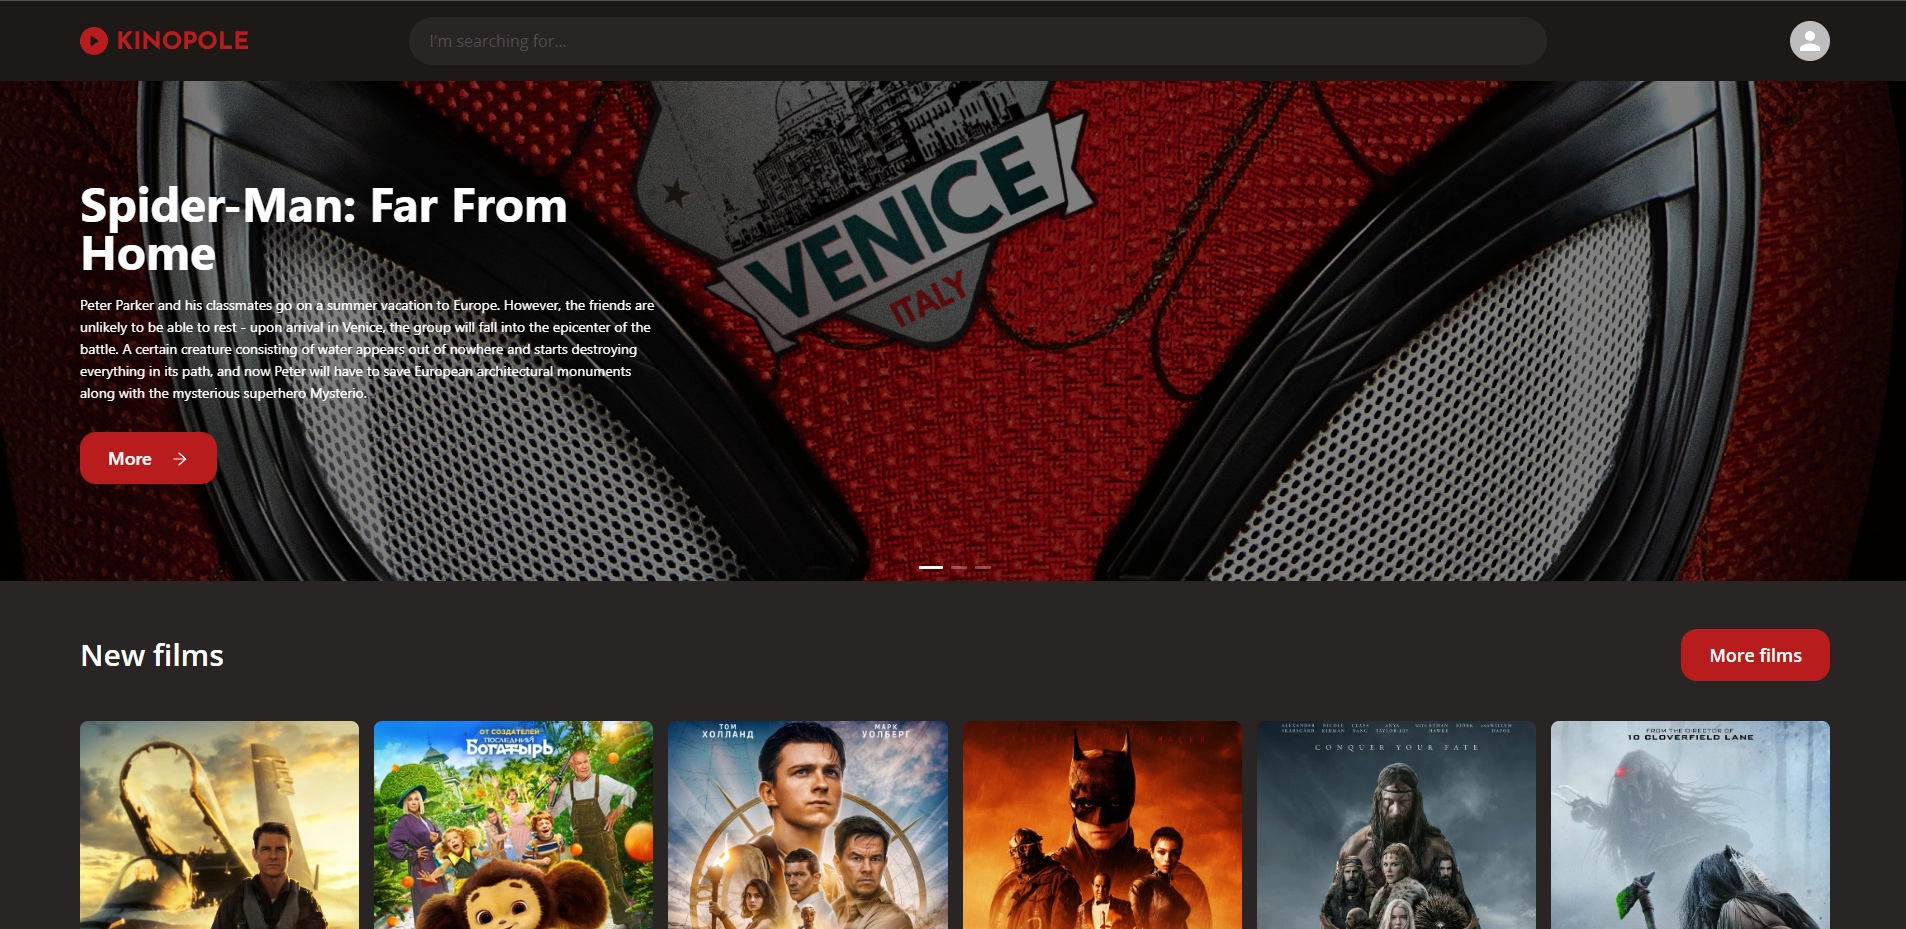 KINOPOLE
I'm searching for...
VENICE
ITALY
Spider-Man: Far From
Home
Peter Parker and his classmates go on a summer vacation to Europe. However, the friends are
unlikely to be able to rest - upon arrival in Venice, the group will fall into the epicenter of the
battle. A certain creature consisting of water appears out of nowhere and starts destroying
everything in its path, and now Peter will have to save European architectural monuments
along with the mysterious superhero Mysterio.
More
New films
More films
ОТ СОЗДАТЕЛЕЙ
ПОСЛЕДНИЙ
БОГАТЫРЬ
ТОМ
ХОЛЛАНД
МАРК
УОЛБЕРГ
CONQUER YOUR FATE
FROM THE DIRECTOR OF
10 CLOVERFIELD LANE